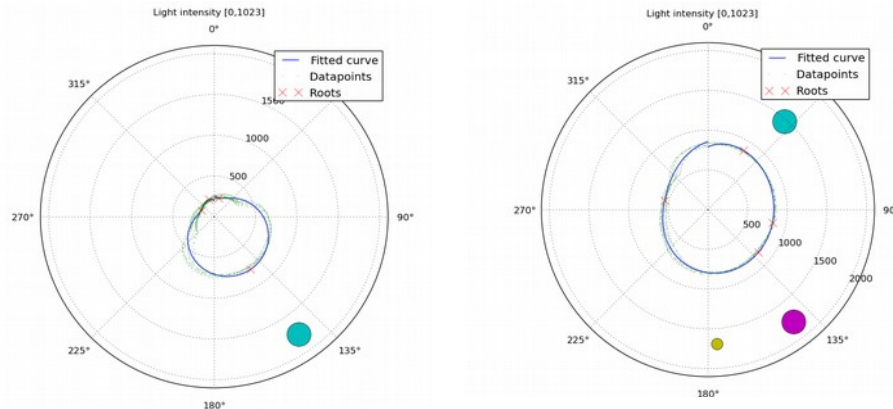 Light intensity [0,1023]
0°
315°
Fitted curve
Datapoints
Roots
1500
1000
500
270°
90°
225°
135°
180°
Light intensity [0,1023]
0°
315°
Fitted curve
Datapoints
Roots
270°
90°
500
1000
1500
2000
225°
135°
180°